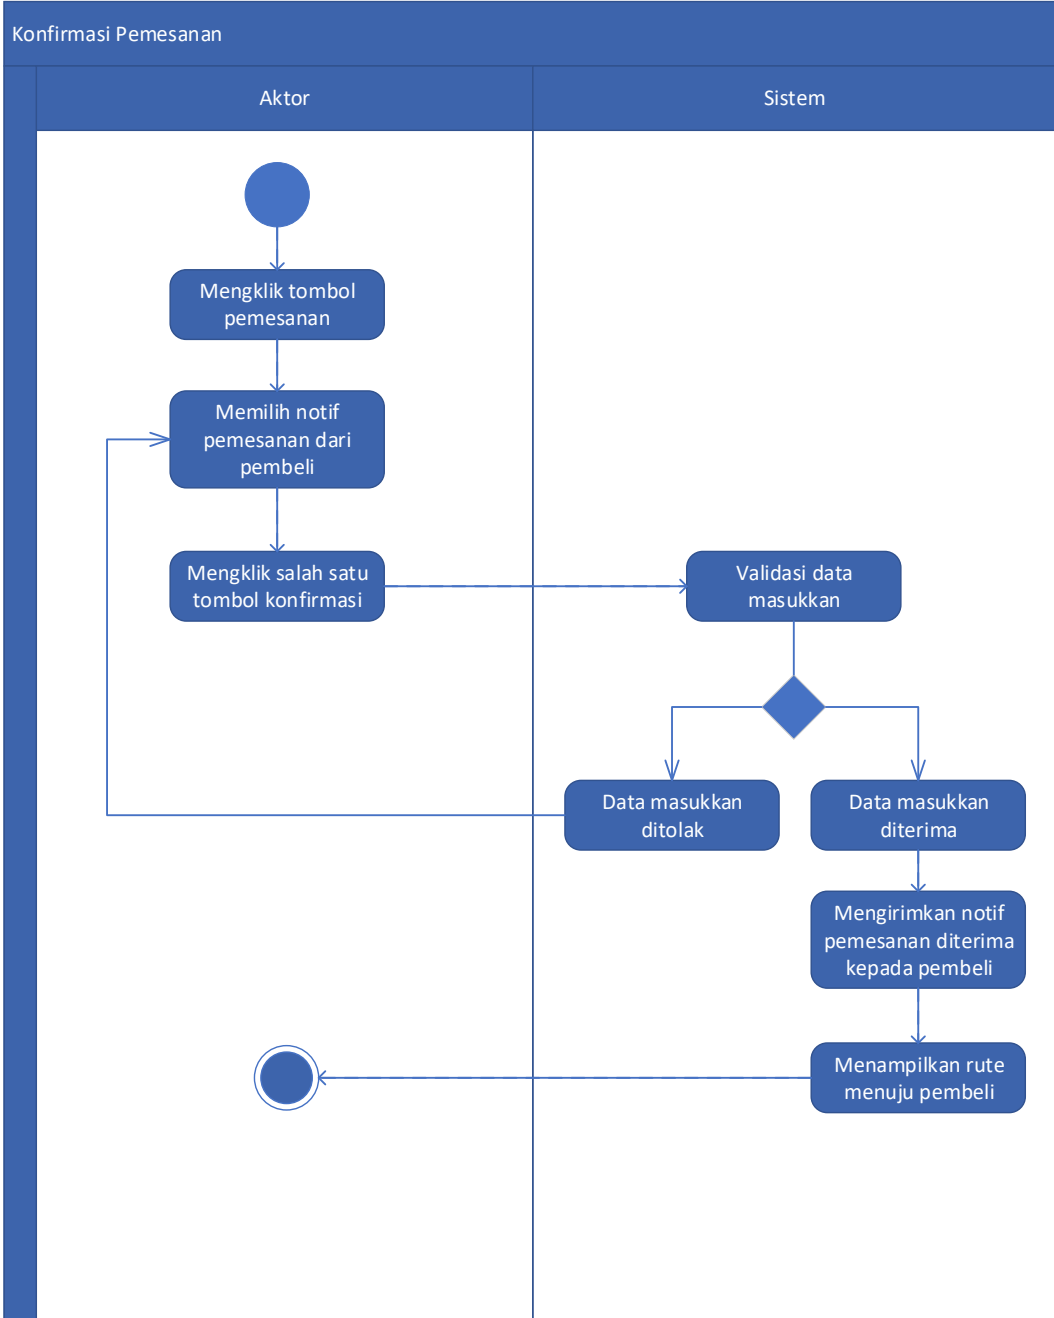 Konfirmasi Pemesanan
Aktor
Sistem
Mengklik tombol
pemesanan
Memilih notif
pemesanan dari
pembeli
Mengklik salah satu
tombol konfirmasi
Validasi data
masukkan
Data masukkan
ditolak
Data masukkan
diterima
Mengirimkan notif
pemesanan diterima
kepada pembeli
Menampilkan rute
menuju pembeli